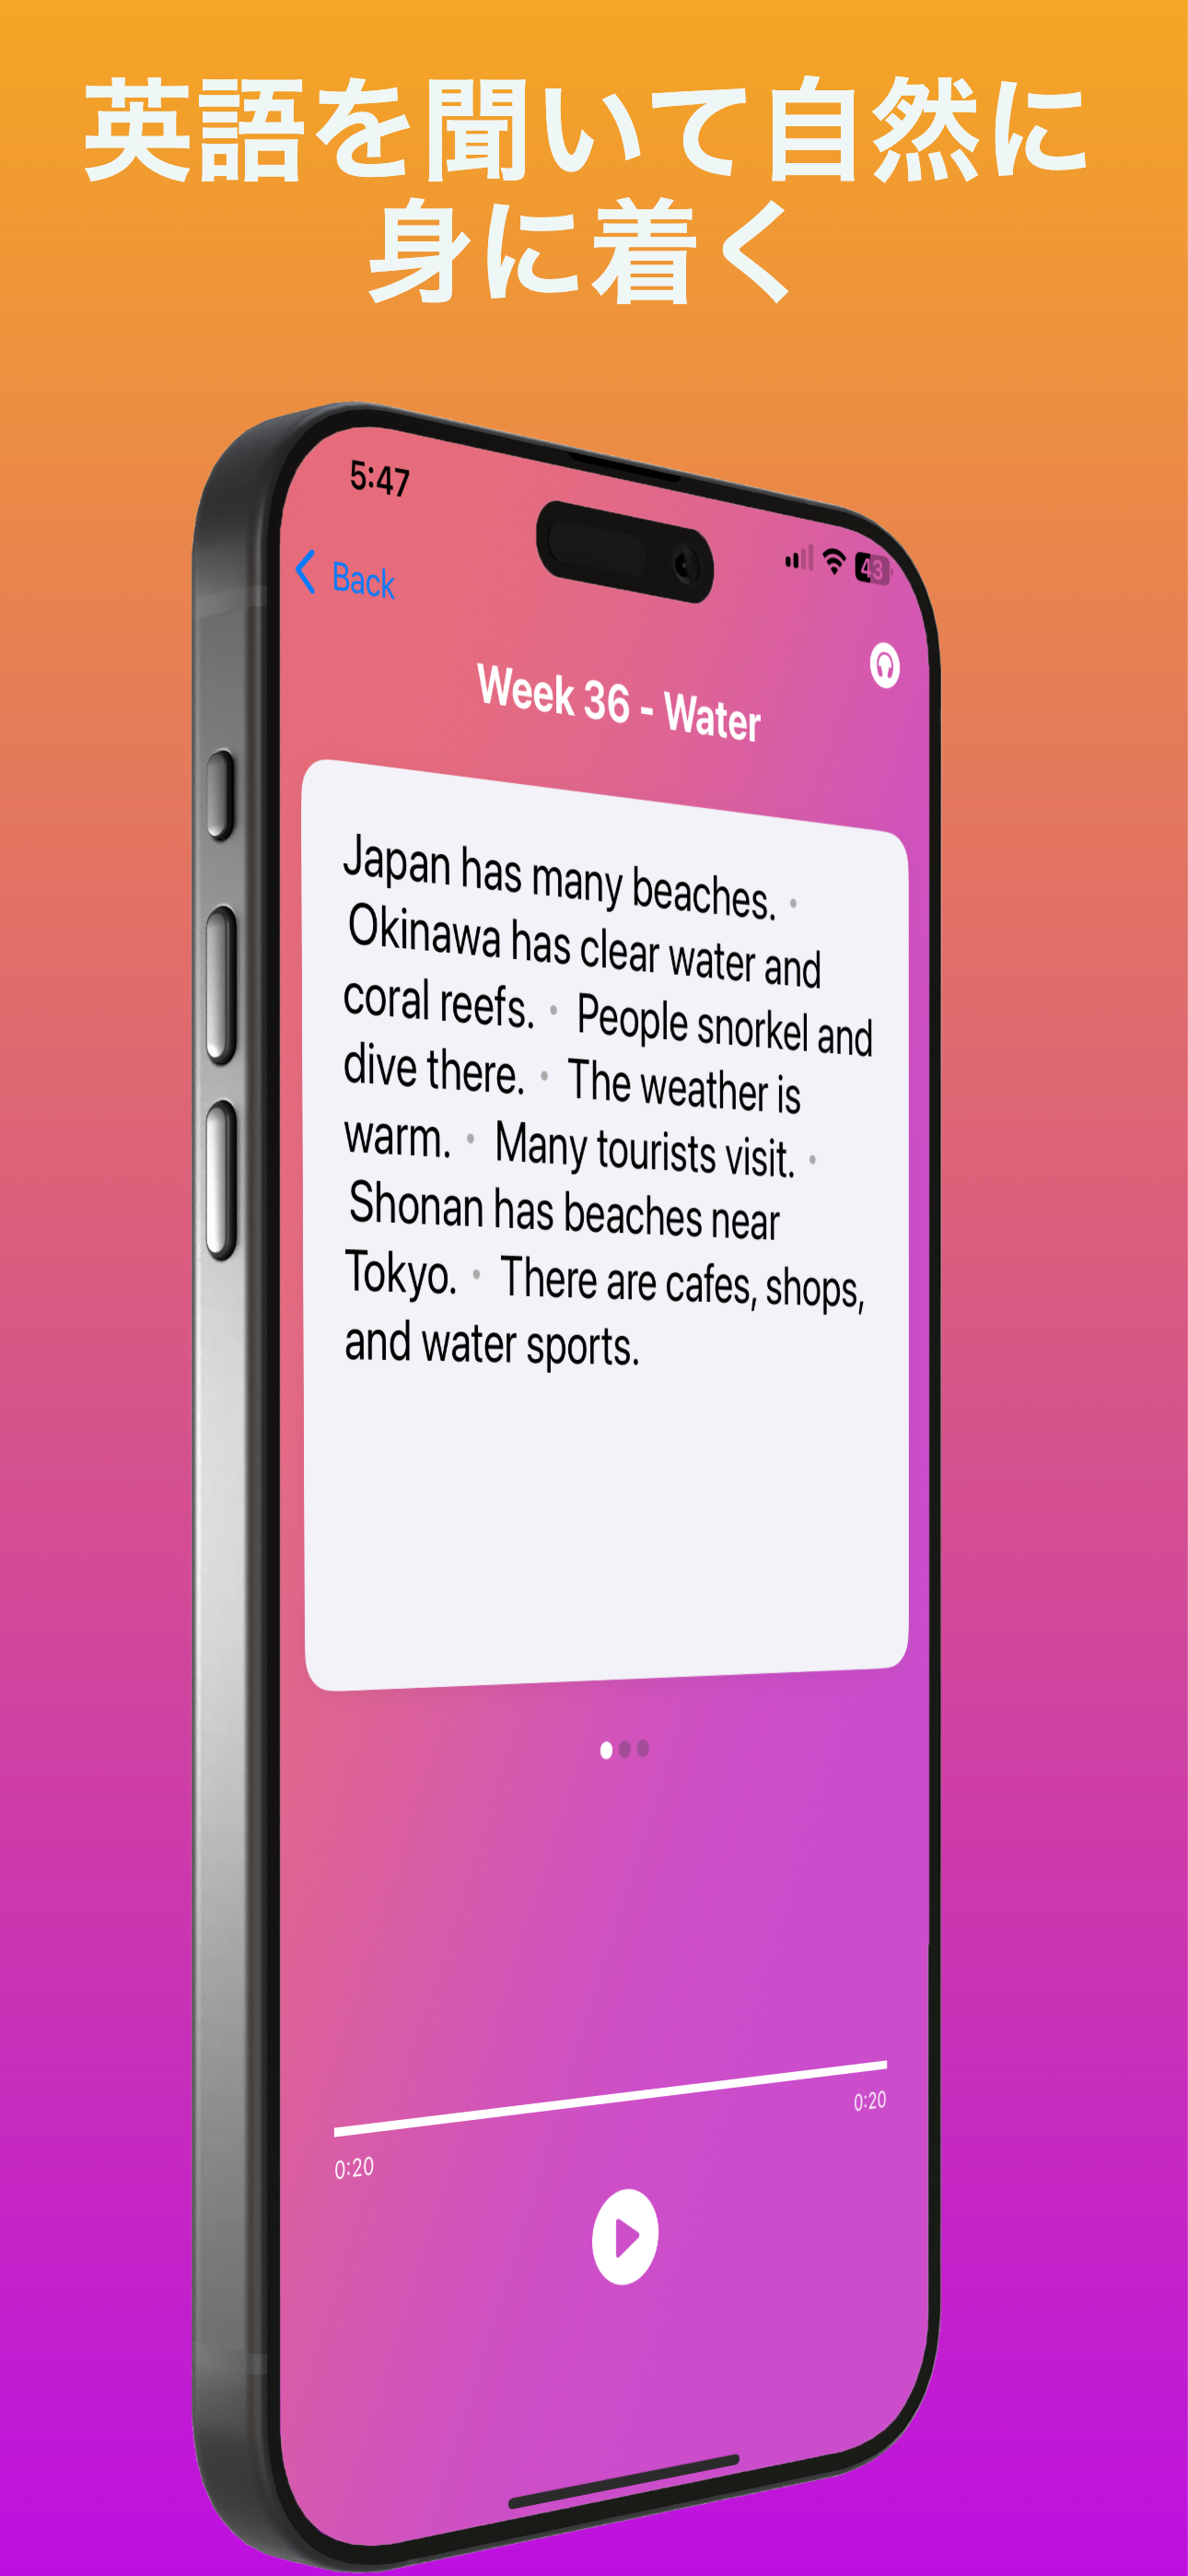 英語を聞いて自然に
身に着く
5:47
43
Back
Week 36 - Water
Japan has many beaches. •
Okinawa has clear water and
coral reefs. • People snorkel and
dive there. • The weather is
warm. • Many tourists visit. •
Shonan has beaches near
Tokyo. • There are cafes, shops,
and water sports.
0:20
0:20